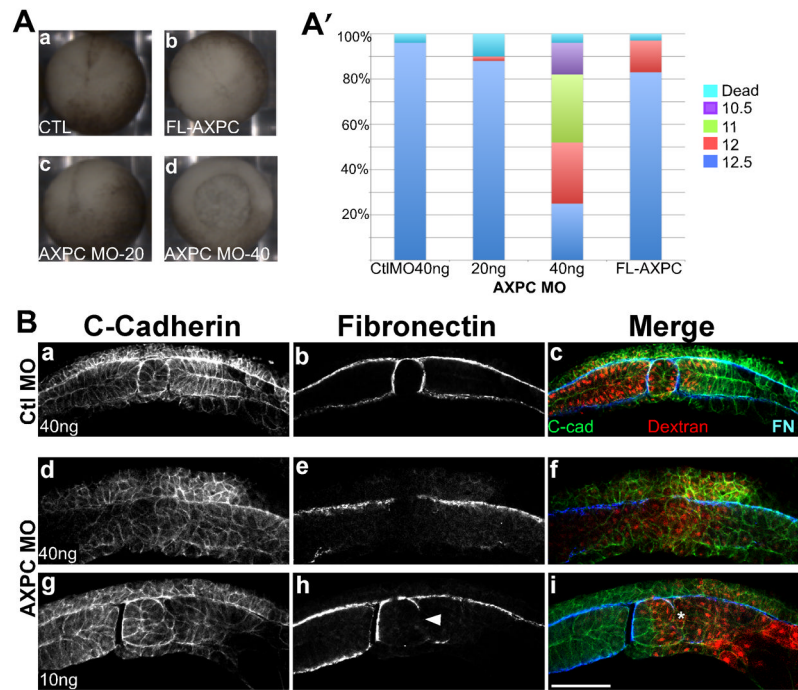 A
a
CTL
b
FL-AXPC
c
AXPC MO-20
d
AXPC MO-40
A′
100%
80%
60%
40%
20%
CtlMO40ng 20ng 40ng FL-AXPC
AXPC MO
Dead
10.5
11
12
12.5
B
C-Cadherin Fibronectin Merge
Ctl MO
a
40ng
b
c
C-cad Dextran FN
AXPC MO
d
40ng
e
f
g
10ng
h
i
*